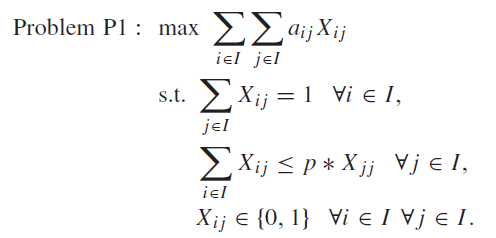 Problem P1 : max ∑ ∑ a_{ij} X_{ij}
i∈I j∈I
s.t. ∑ X_{ij} = 1 ∀i ∈ I,
j∈I
∑ X_{ij} ≤ p ∗ X_{jj} ∀ j ∈ I,
i∈I
X_{ij} ∈ {0, 1} ∀i ∈ I ∀j ∈ I.